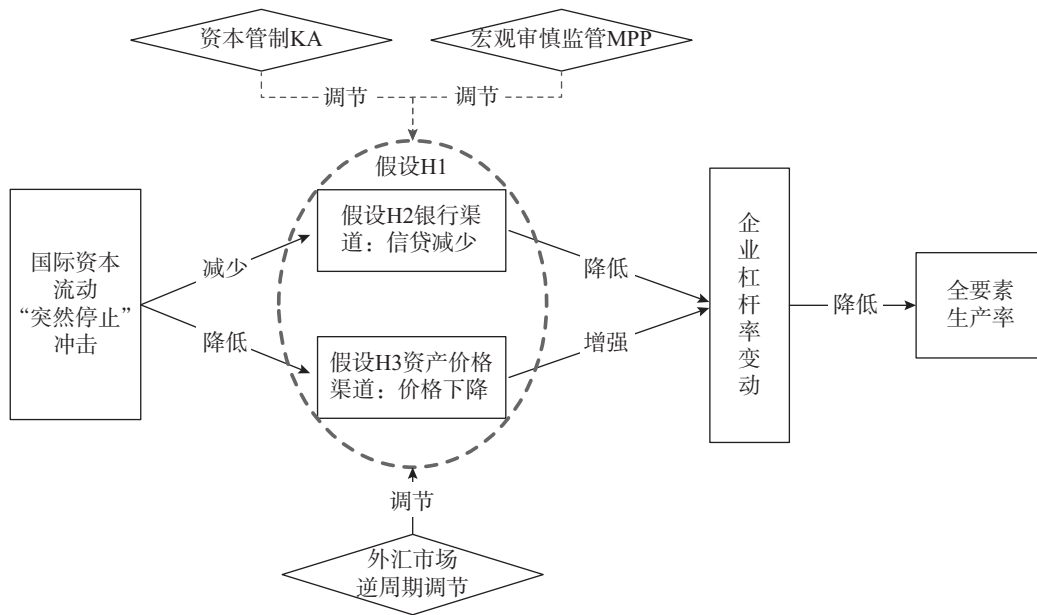 资本管制KA
宏观审慎监管MPP
调节
调节
假设H1
国际资本
流动
“突然停止”
冲击
减少
降低
假设H2银行渠
道：信贷减少
假设H3资产价格
渠道：价格下降
降低
增强
企业杠杆率变动
降低
全要素
生产率
调节
外汇市场
逆周期调节